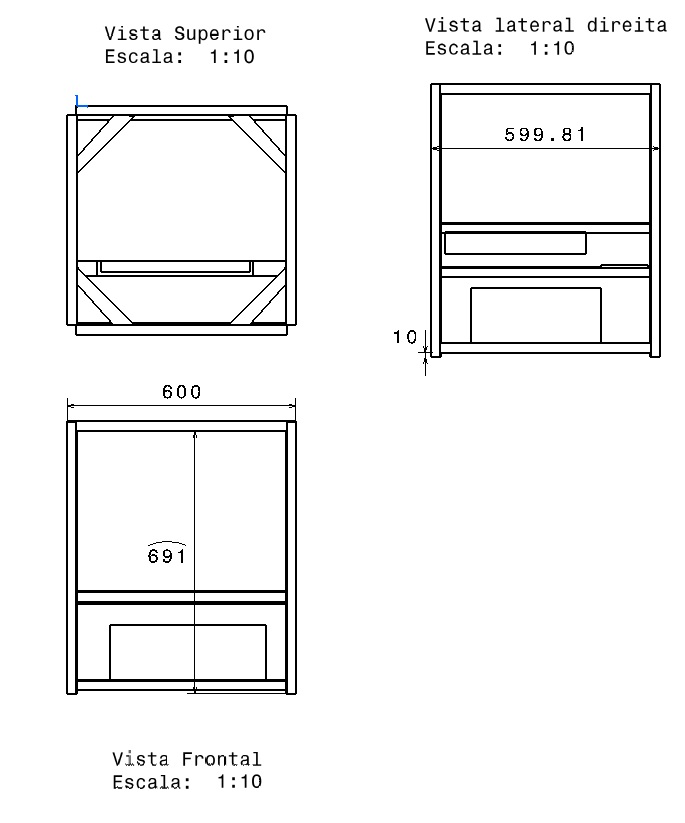 Vista Superior
Escala:  1:10
Vista lateral direita
Escala:  1:10
599.81
10
600
691
Vista Frontal
Escala:  1:10